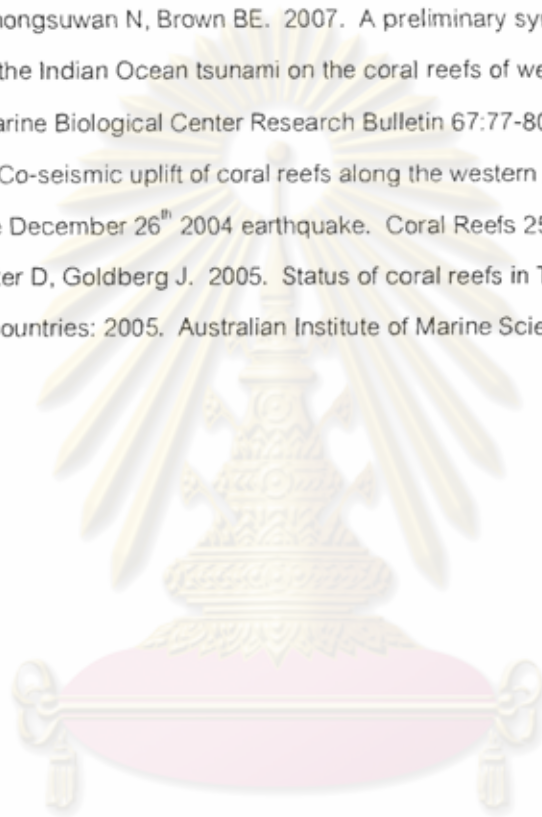 hongsuwan N, Brown BE. 2007. A preliminary sy
the Indian Ocean tsunami on the coral reefs of we
arine Biological Center Research Bulletin 67:77-80
Co-seismic uplift of coral reefs along the western
e December 26th 2004 earthquake. Coral Reefs 25
ter D, Goldberg J. 2005. Status of coral reefs in T
ountries: 2005. Australian Institute of Marine Scie